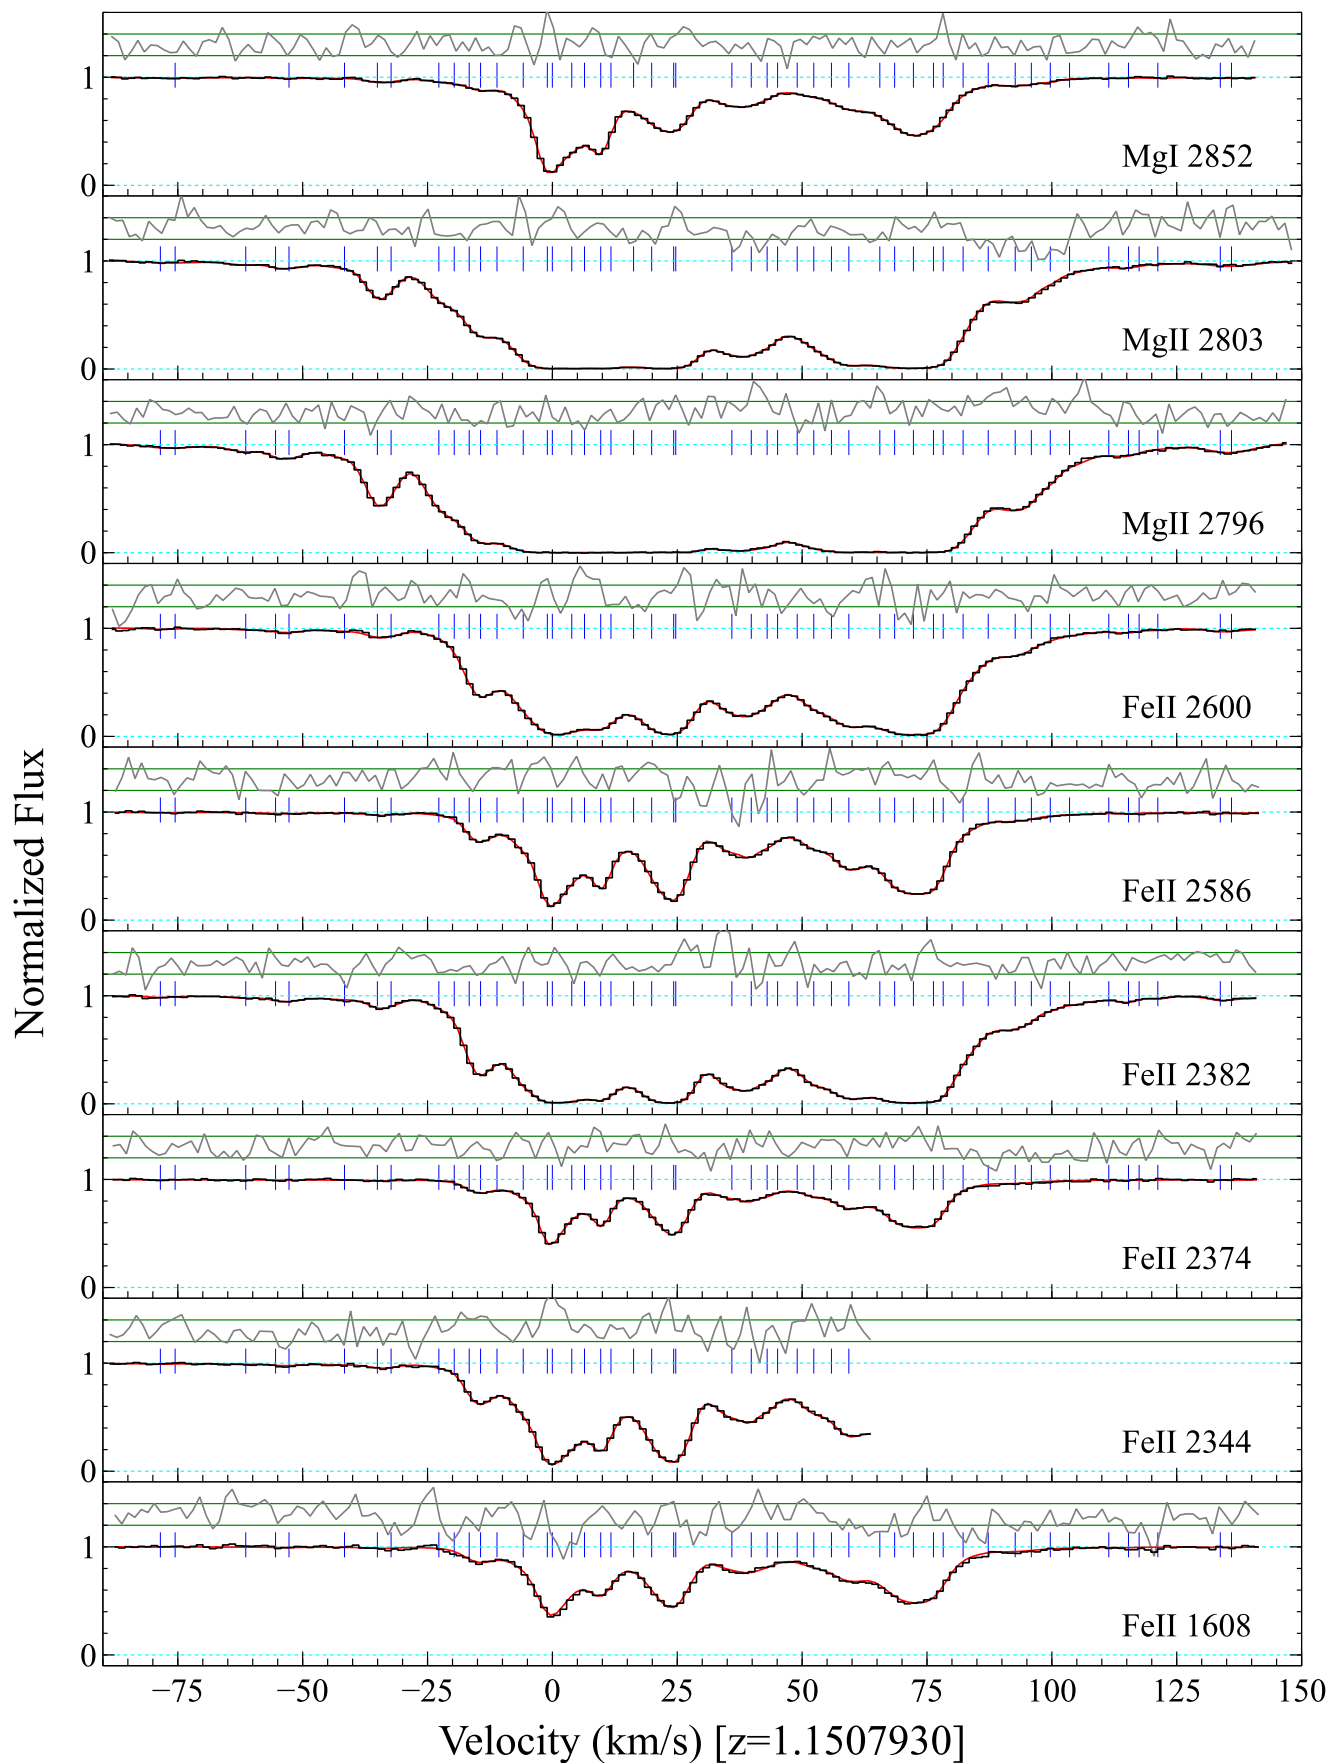 1
0
MgI 2852
1
0
MgII 2803
1
0
MgII 2796
1
0
FeII 2600
1
0
FeII 2586
1
0
FeII 2382
1
0
FeII 2374
1
0
FeII 2344
1
0
FeII 1608
Normalized Flux
−75 −50 −25 0 25 50 75 100 125 150
Velocity (km/s) [z=1.1507930]